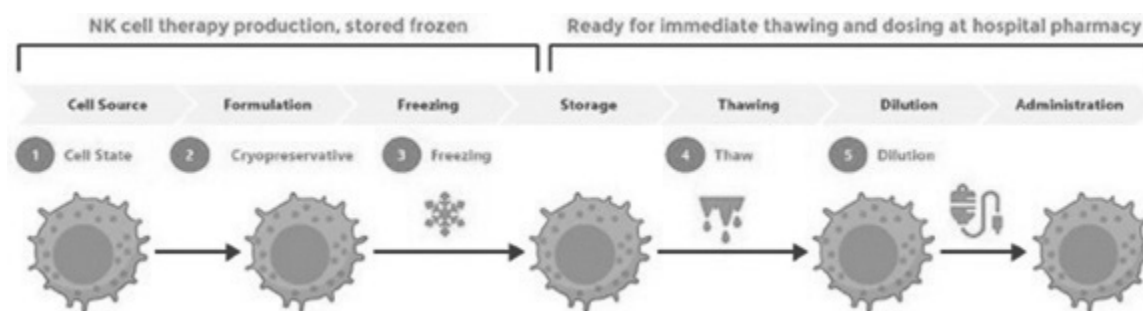 NK cell therapy production, stored frozen
Ready for immediate thawing and dosing at hospital pharmacy
Cell Source
Formulation
Freezing
Storage
Thawing
Dilution
Administration
1 Cell State
2 Cryopreservative
3 Freezing
4 Thaw
5 Dilution